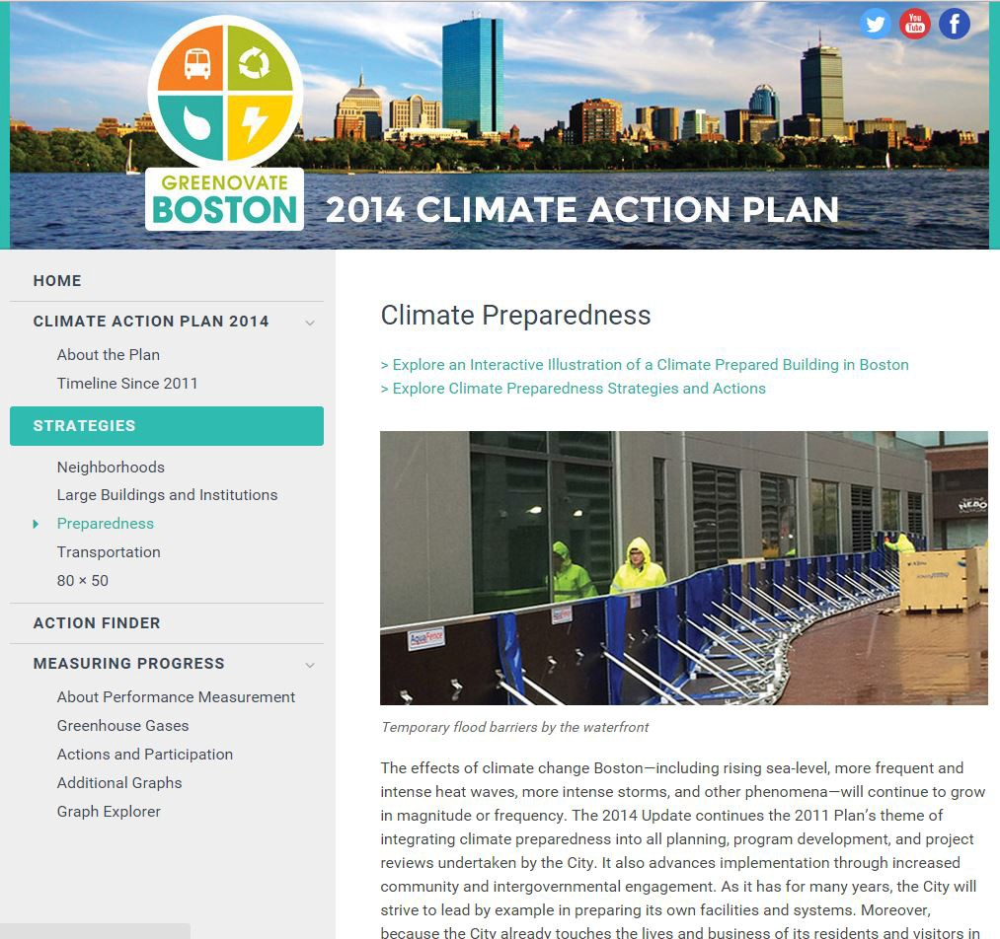 You
Tube
GREENOVATE
BOSTON
2014 CLIMATE ACTION PLAN
HOME
CLIMATE ACTION PLAN 2014
About the Plan
Timeline Since 2011
STRATEGIES
Neighborhoods
Large Buildings and Institutions
Preparedness
Transportation
80 × 50
ACTION FINDER
MEASURING PROGRESS
About Performance Measurement
Greenhouse Gases
Actions and Participation
Additional Graphs
Graph Explorer
Climate Preparedness
> Explore an Interactive Illustration of a Climate Prepared Building in Boston
> Explore Climate Preparedness Strategies and Actions
NEBO
AquaFence
Temporary flood barriers by the waterfront
The effects of climate change Boston—including rising sea-level, more frequent and
intense heat waves, more intense storms, and other phenomena—will continue to grow
in magnitude or frequency. The 2014 Update continues the 2011 Plan's theme of
integrating climate preparedness into all planning, program development, and project
reviews undertaken by the City. It also advances implementation through increased
community and intergovernmental engagement. As it has for many years, the City will
strive to lead by example in preparing its own facilities and systems. Moreover,
because the City already touches the lives and business of its residents and visitors in